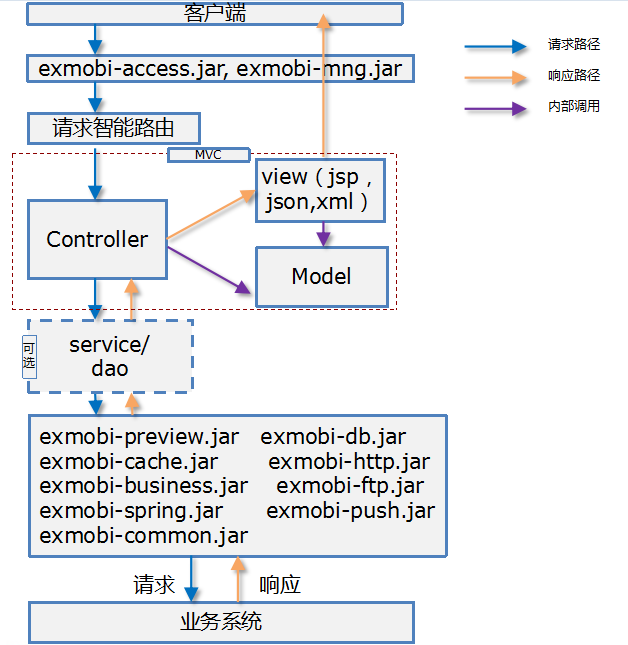 客户端
请求路径
exmobi-access.jar, exmobi-mng.jar
响应路径
内部调用
请求智能路由
MVC
view（jsp，
json,xml）
Controller
Model
可选
service/
dao
exmobi-preview.jar exmobi-db.jar
exmobi-cache.jar exmobi-http.jar
exmobi-business.jar exmobi-ftp.jar
exmobi-spring.jar exmobi-push.jar
exmobi-common.jar
请求 响应
业务系统